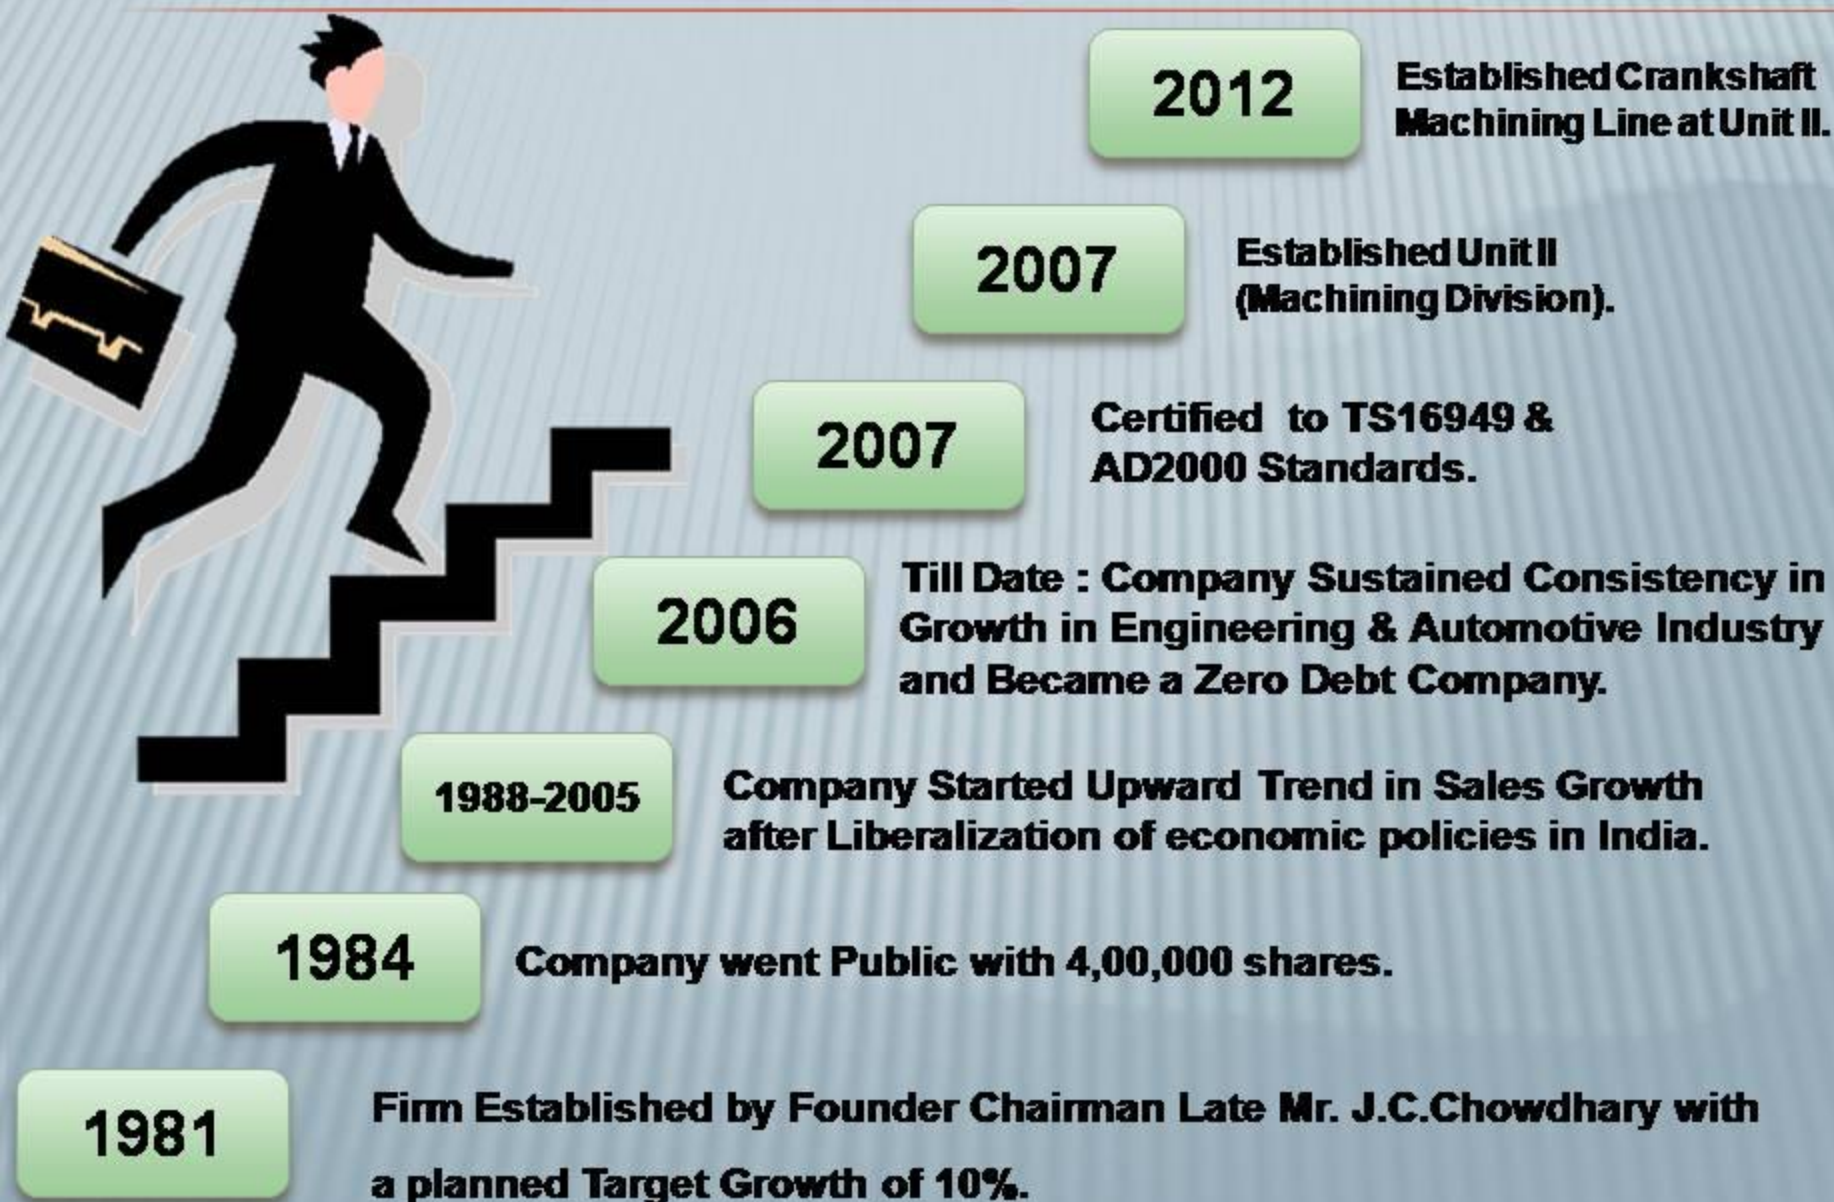 2012
Established Crankshaft
Machining Line at Unit II.
2007
Established Unit II
(Machining Division).
2007
Certified to TS16949 &
AD2000 Standards.
2006
Till Date : Company Sustained Consistency in
Growth in Engineering & Automotive Industry
and Became a Zero Debt Company.
1988-2005
Company Started Upward Trend in Sales Growth
after Liberalization of economic policies in India.
1984
Company went Public with 4,00,000 shares.
1981
Firm Established by Founder Chairman Late Mr. J.C.Chowdhary with
a planned Target Growth of 10%.